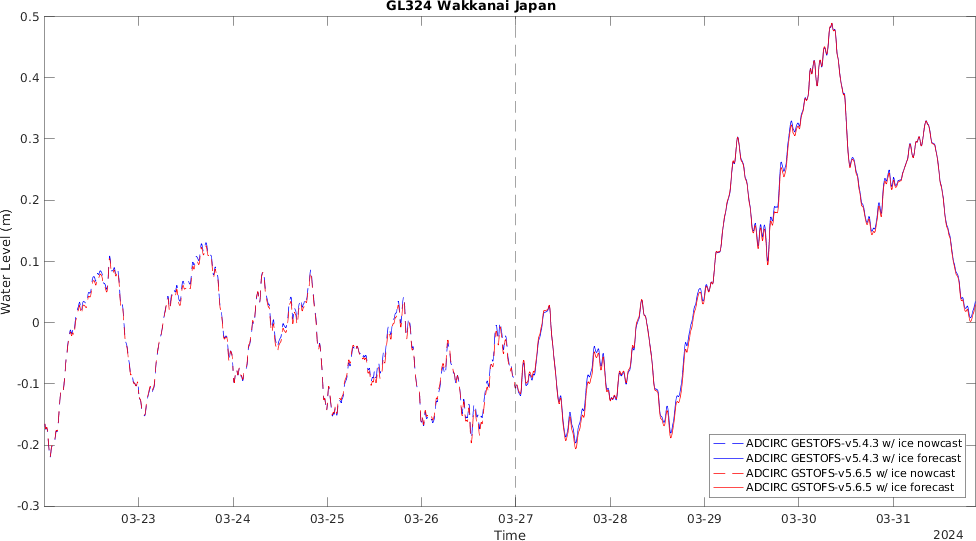 GL324 Wakkanai Japan
0.5
0.4
0.3
0.2
0.1
0
-0.1
-0.2
-0.3
Water Level (m)
ADCIRC GESTOFS-v5.4.3 w/ ice nowcast
ADCIRC GESTOFS-v5.4.3 w/ ice forecast
ADCIRC GSTOFS-v5.6.5 w/ ice nowcast
ADCIRC GSTOFS-v5.6.5 w/ ice forecast
03-23 03-24 03-25 03-26 03-27 03-28 03-29 03-30 03-31
Time
2024